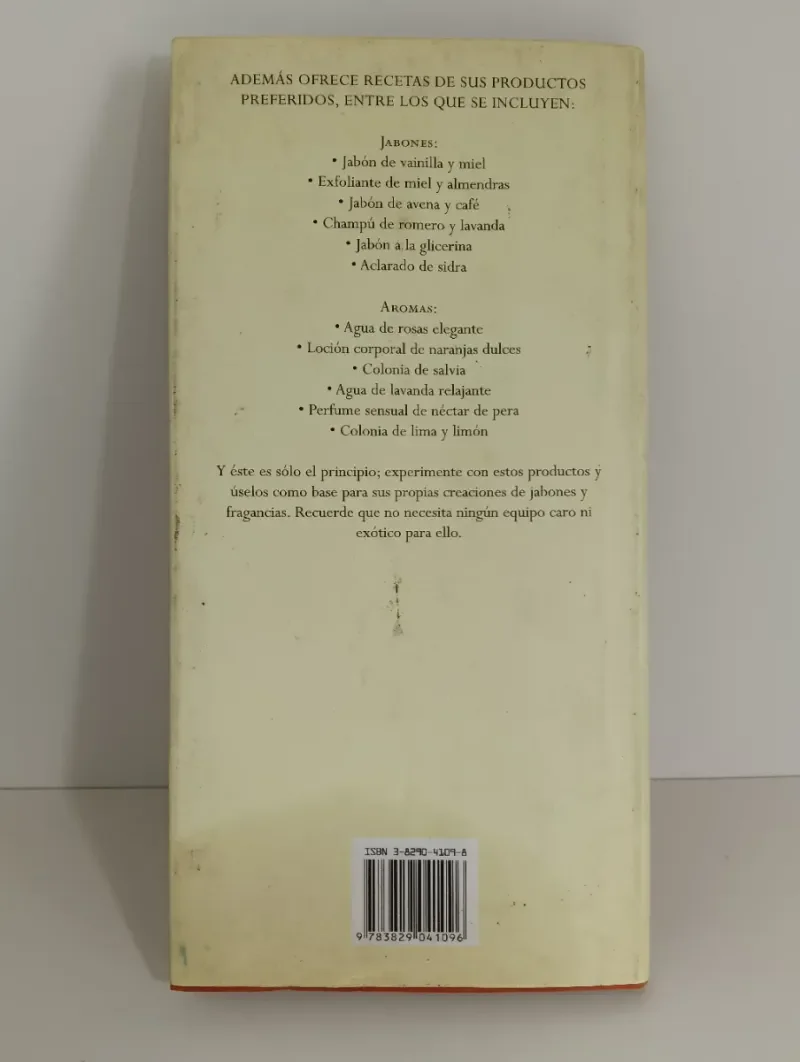 ADEMÁS OFRECE RECETAS DE SUS PRODUCTOS
PREFERIDOS, ENTRE LOS QUE SE INCLUYEN:
JABONES:
• Jabón de vainilla y miel
• Exfoliante de miel y almendras
• Jabón de avena y café
• Champú de romero y lavanda
• Jabón a la glicerina
• Aclarado de sidra
AROMAS:
• Agua de rosas elegante
• Loción corporal de naranjas dulces
• Colonia de salvia
• Agua de lavanda relajante
• Perfume sensual de néctar de pera
• Colonia de lima y limón
Y éste es sólo el principio; experimente con estos productos y
úselos como base para sus propias creaciones de jabones y
fragancias. Recuerde que no necesita ningún equipo caro ni
exótico para ello.
ISBN 3-8290-4109-8
9 783829 041096